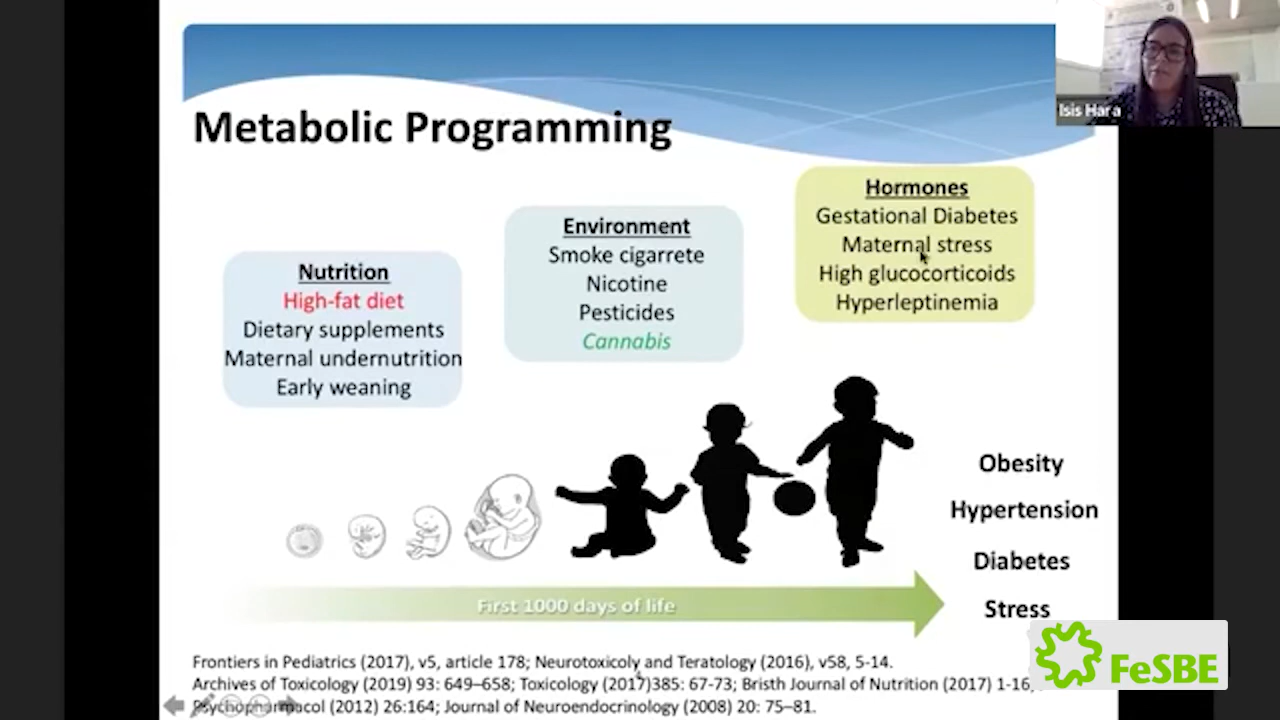 Isis Hara
Metabolic Programming
Hormones
Gestational Diabetes
Maternal stress
High glucocorticoids
Hyperleptinemia
Environment
Smoke cigarrete
Nicotine
Pesticides
Cannabis
Nutrition
High-fat diet
Dietary supplements
Maternal undernutrition
Early weaning
Obesity
Hypertension
Diabetes
Stress
First 1000 days of life
Frontiers in Pediatrics (2017), v5, article 178; Neurotoxicoly and Teratology (2016), v58, 5-14.
Archives of Toxicology (2019) 93: 649–658; Toxicology (2017)385: 67-73; Bristh Journal of Nutrition (2017) 1-16,
Psychopharmacol (2012) 26:164; Journal of Neuroendocrinology (2008) 20: 75–81.
FeSBE